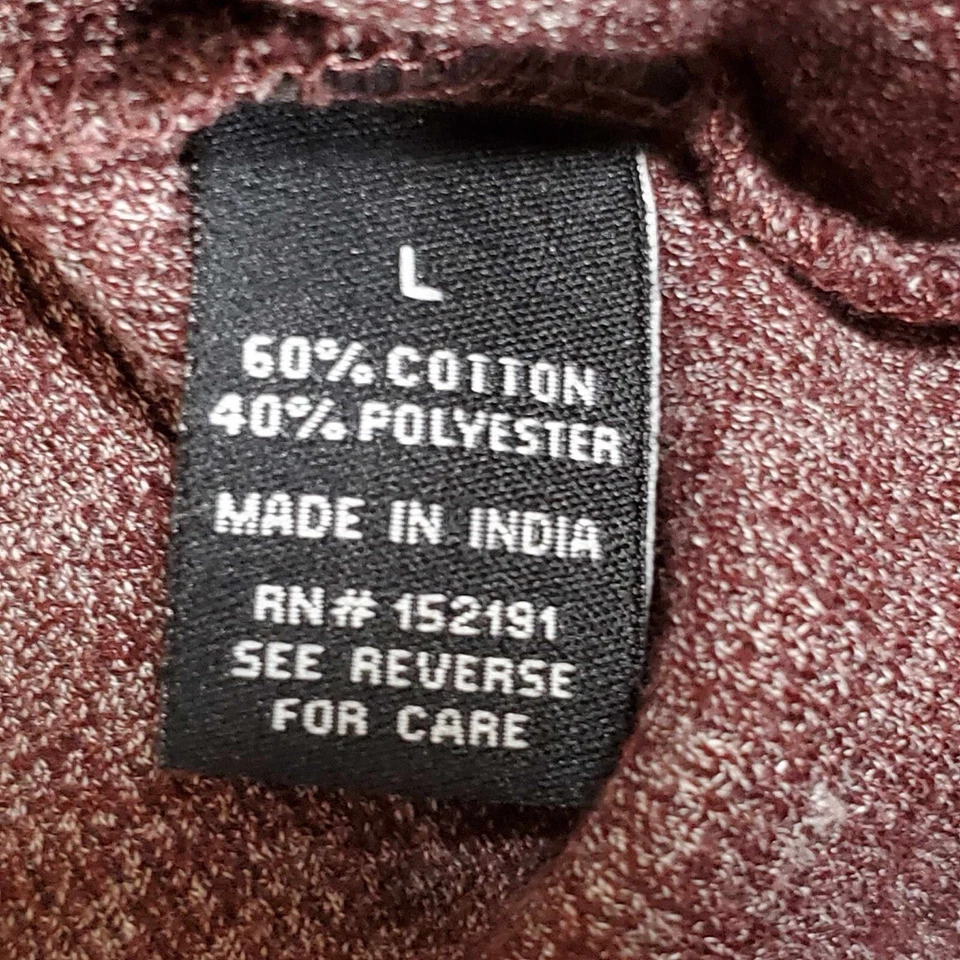 L
60% COTTON
40% POLYESTER
MADE IN INDIA
RN# 152191
SEE REVERSE
FOR CARE